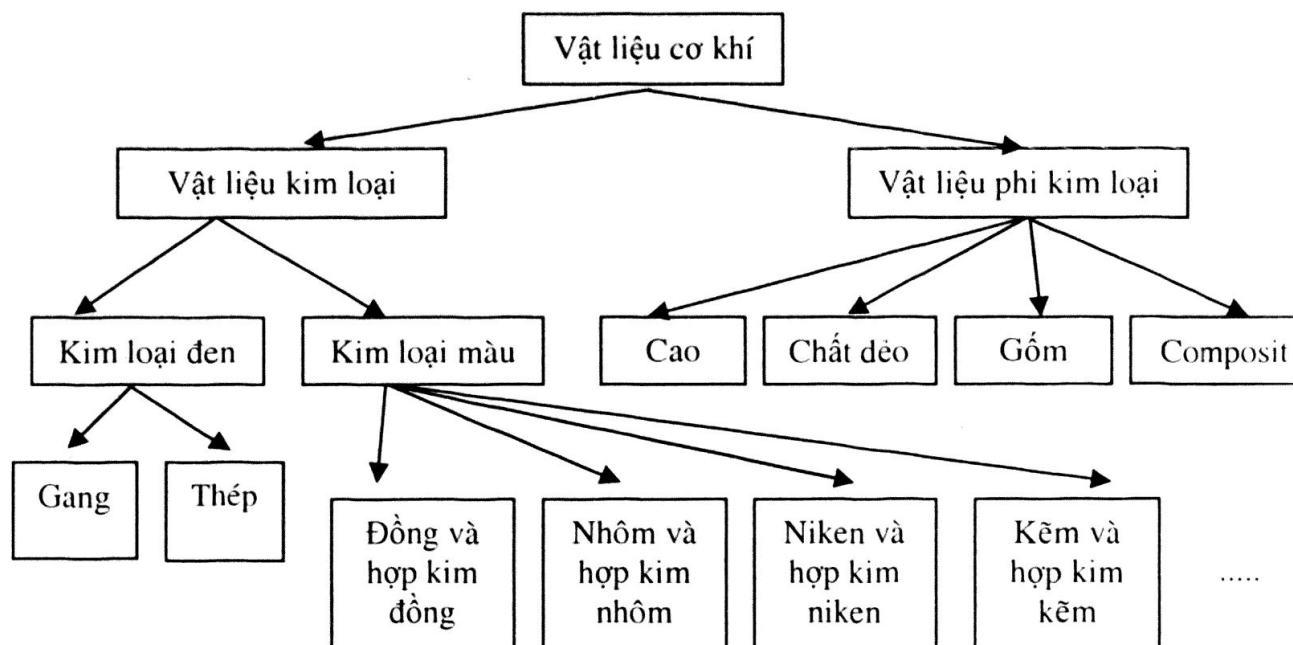 Vật liệu cơ khí
Vật liệu kim loại
Vật liệu phi kim loại
Kim loại đen
Kim loại màu
Cao
Chất dẻo
Gốm
Composit
Gang
Thép
Đồng và
hợp kim
đồng
Nhôm và
hợp kim
nhôm
Niken và
hợp kim
niken
Kẽm và
hợp kim
kẽm
.....